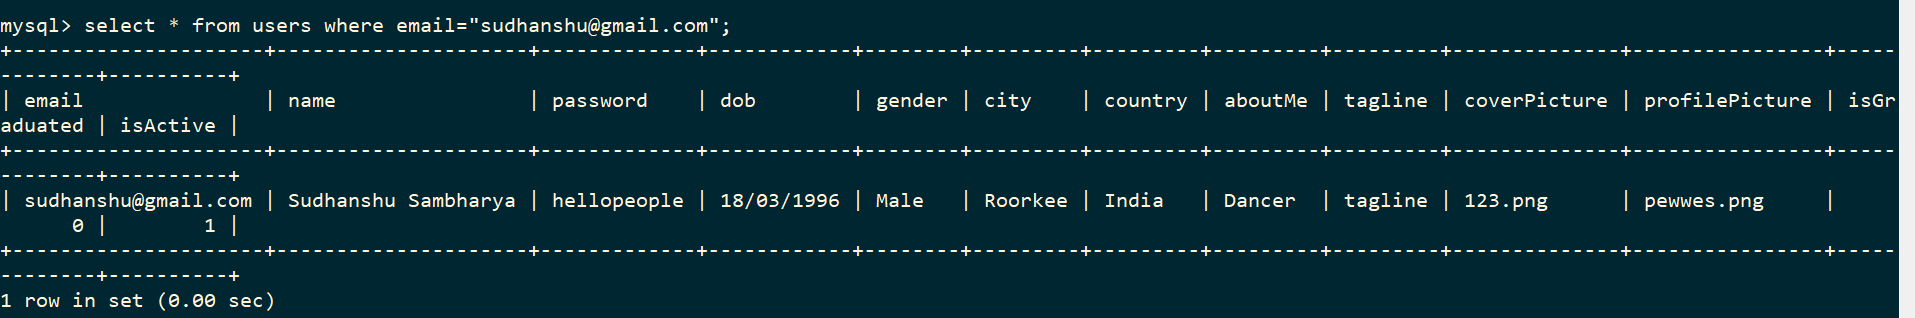 mysql> select * from users where email="sudhanshu@gmail.com";
+---------------------+---------------------+-------------+------------+--------+---------+---------+---------+---------+--------------+----------------+-----
--------+----------+
| email               | name                | password    | dob        | gender | city    | country | aboutMe | tagline | coverPicture | profilePicture | isGr
aduated | isActive |
+---------------------+---------------------+-------------+------------+--------+---------+---------+---------+---------+--------------+----------------+-----
--------+----------+
| sudhanshu@gmail.com | Sudhanshu Sambharya | hellopeople | 18/03/1996 | Male   | Roorkee | India   | Dancer  | tagline | 123.png      | pewwes.png     |
      0 |        1 |
+---------------------+---------------------+-------------+------------+--------+---------+---------+---------+---------+--------------+----------------+-----
--------+----------+
1 row in set (0.00 sec)